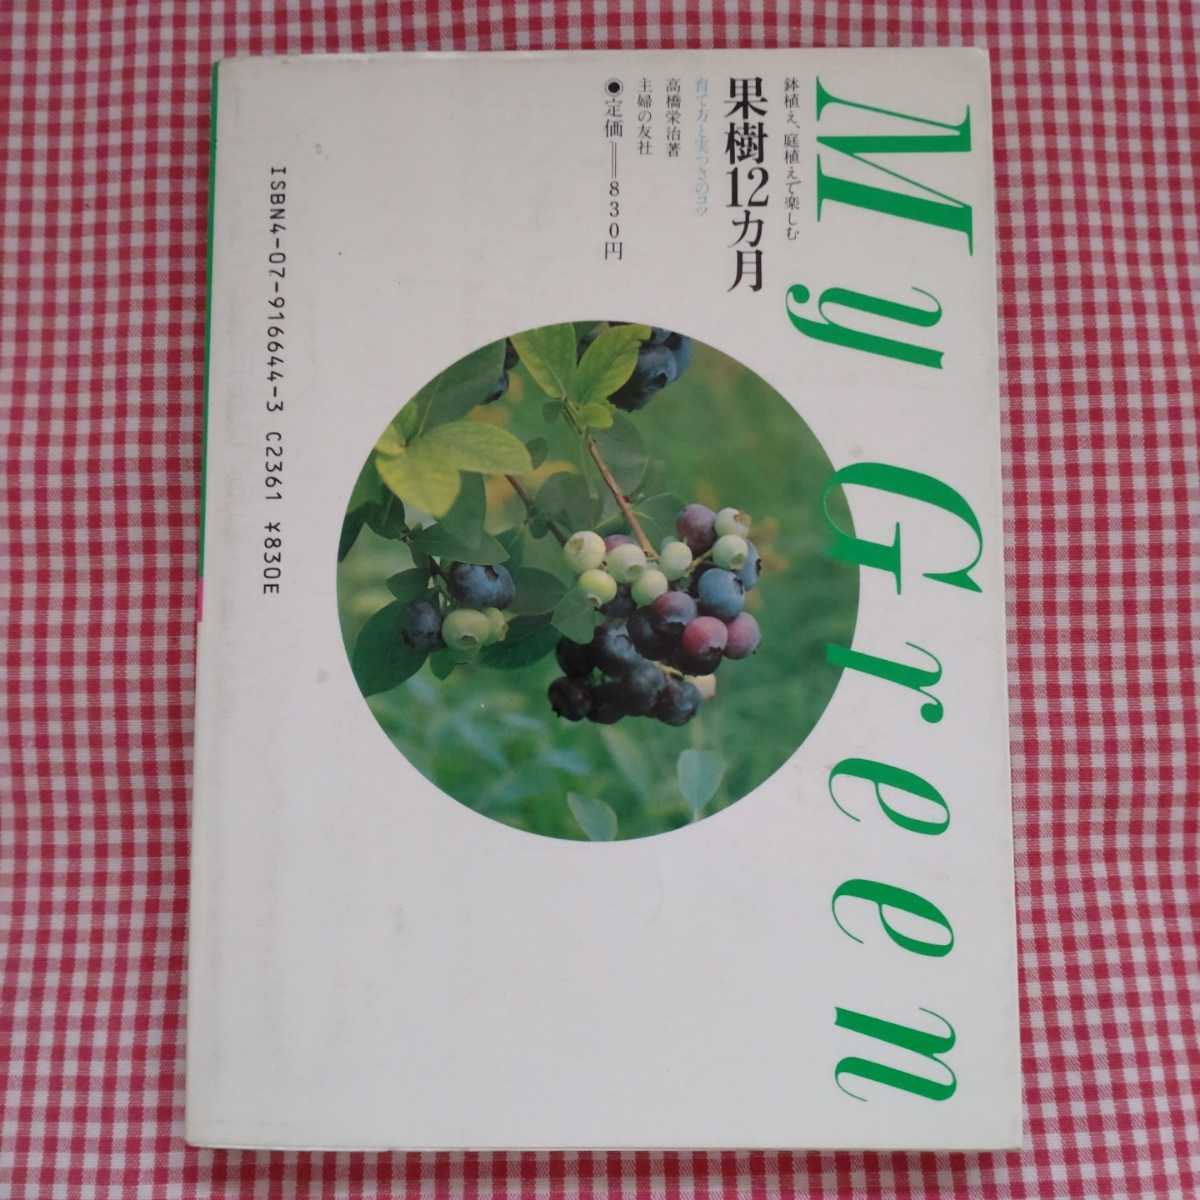 My Green
鉢植え、庭植えで楽しむ
果樹12カ月
育て方と実つきのコツ
高橋栄治著
主婦の友社
●定価──830円
ISBN4-07-916644-3 C2361 ¥830E